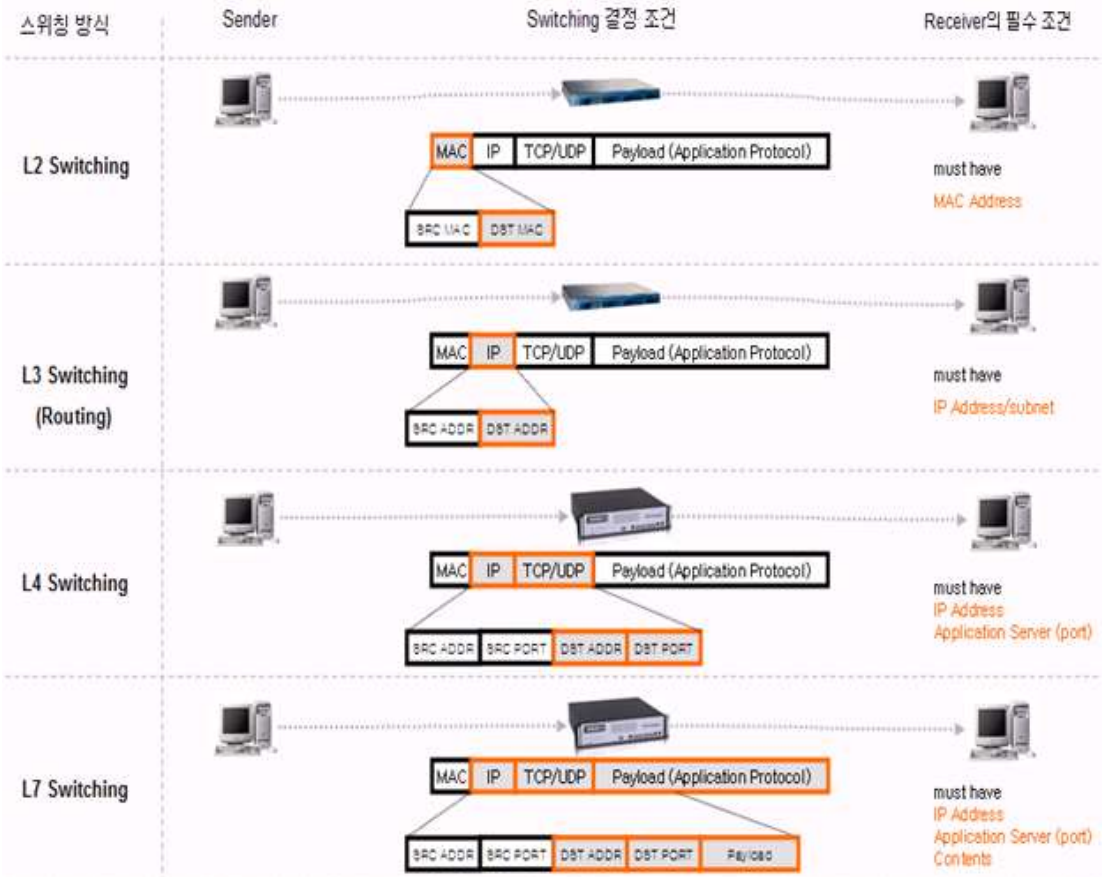 스위칭 방식
Sender
Switching 결정 조건
Receiver의 필수 조건
L2 Switching
MAC IP TCP/UDP Payload (Application Protocol)
SRC MAC DST MAC
must have
MAC Address
L3 Switching
(Routing)
MAC IP TCP/UDP Payload (Application Protocol)
SRC ADDR DST ADDR
must have
IP Address/subnet
L4 Switching
MAC IP TCP/UDP Payload (Application Protocol)
SRC ADDR SRC PORT DST ADDR DST PORT
must have
IP Address
Application Server (port)
L7 Switching
MAC IP TCP/UDP Payload (Application Protocol)
SRC ADDR SRC PORT DST ADDR DST PORT Payload
must have
IP Address
Application Server (port)
Contents